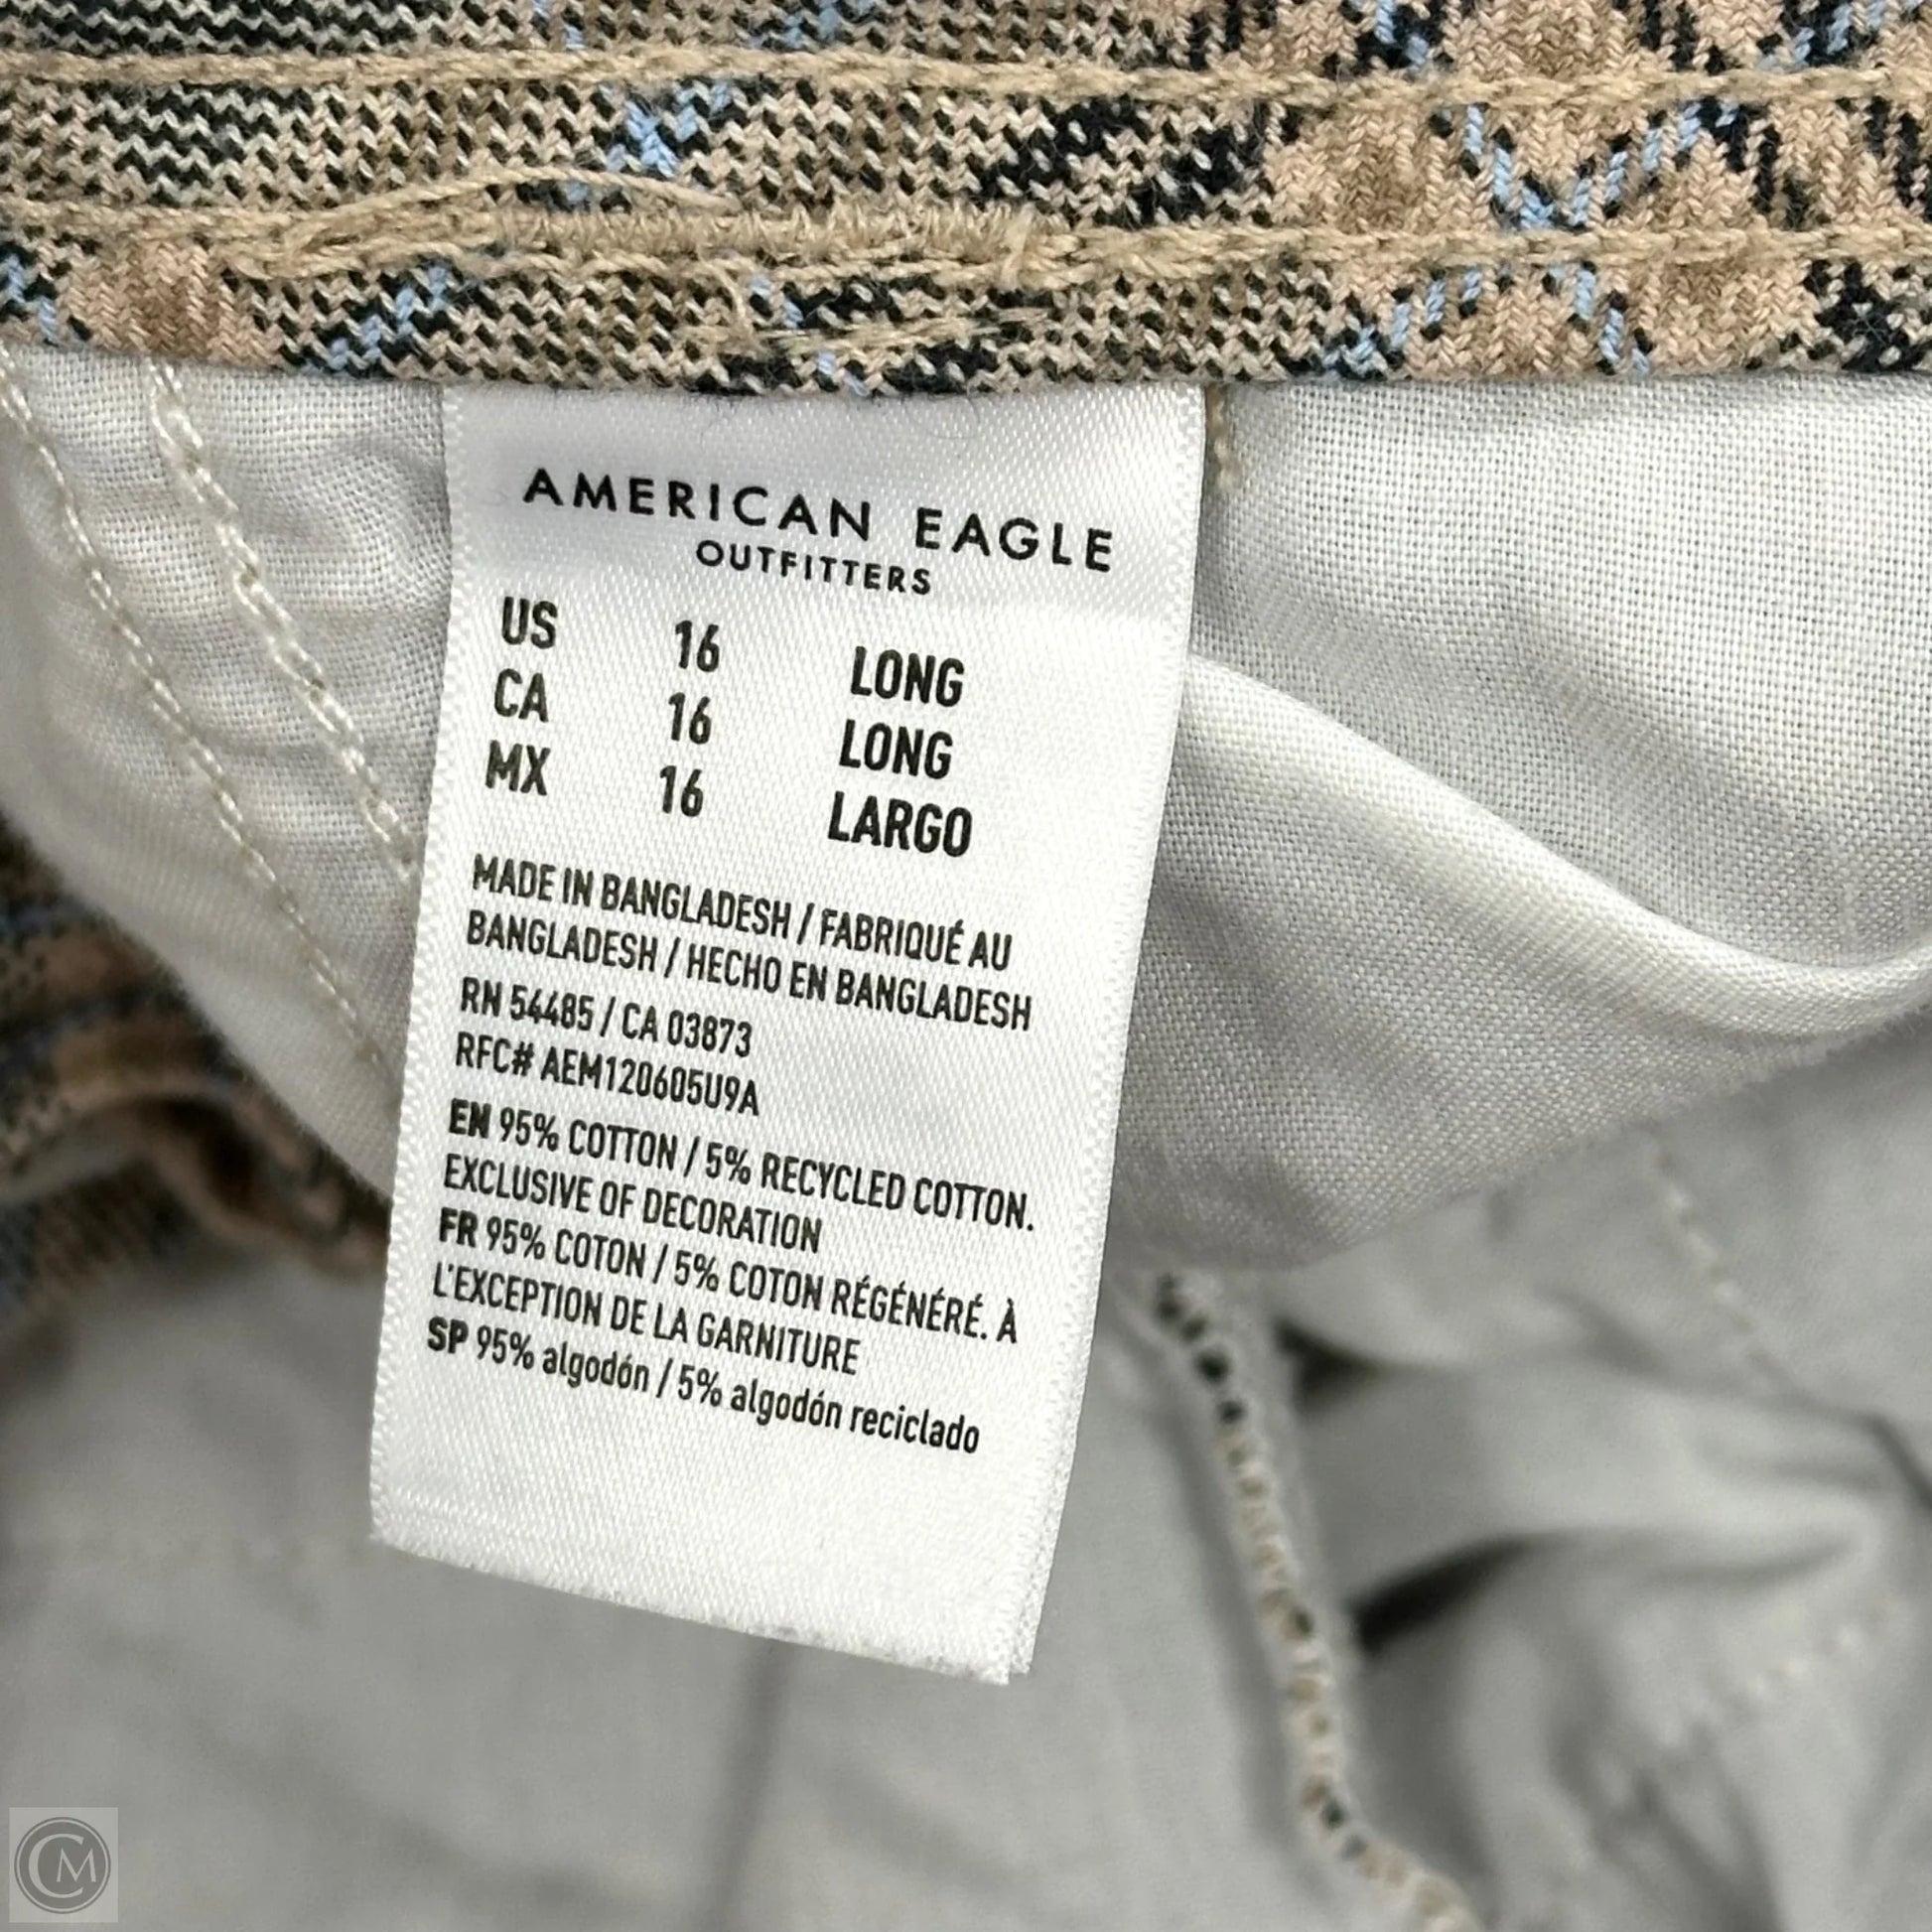 AMERICAN EAGLE
OUTFITTERS
US 16 LONG
CA 16 LONG
MX 16 LARGO
MADE IN BANGLADESH / FABRIQUÉ AU
BANGLADESH / HECHO EN BANGLADESH
RN 54485 / CA 03873
RFC# AEM120605U9A
EN 95% COTTON / 5% RECYCLED COTTON.
EXCLUSIVE OF DECORATION
FR 95% COTON / 5% COTON RÉGÉNÉRÉ. À
L'EXCEPTION DE LA GARNITURE
SP 95% algodón / 5% algodón reciclado
CM